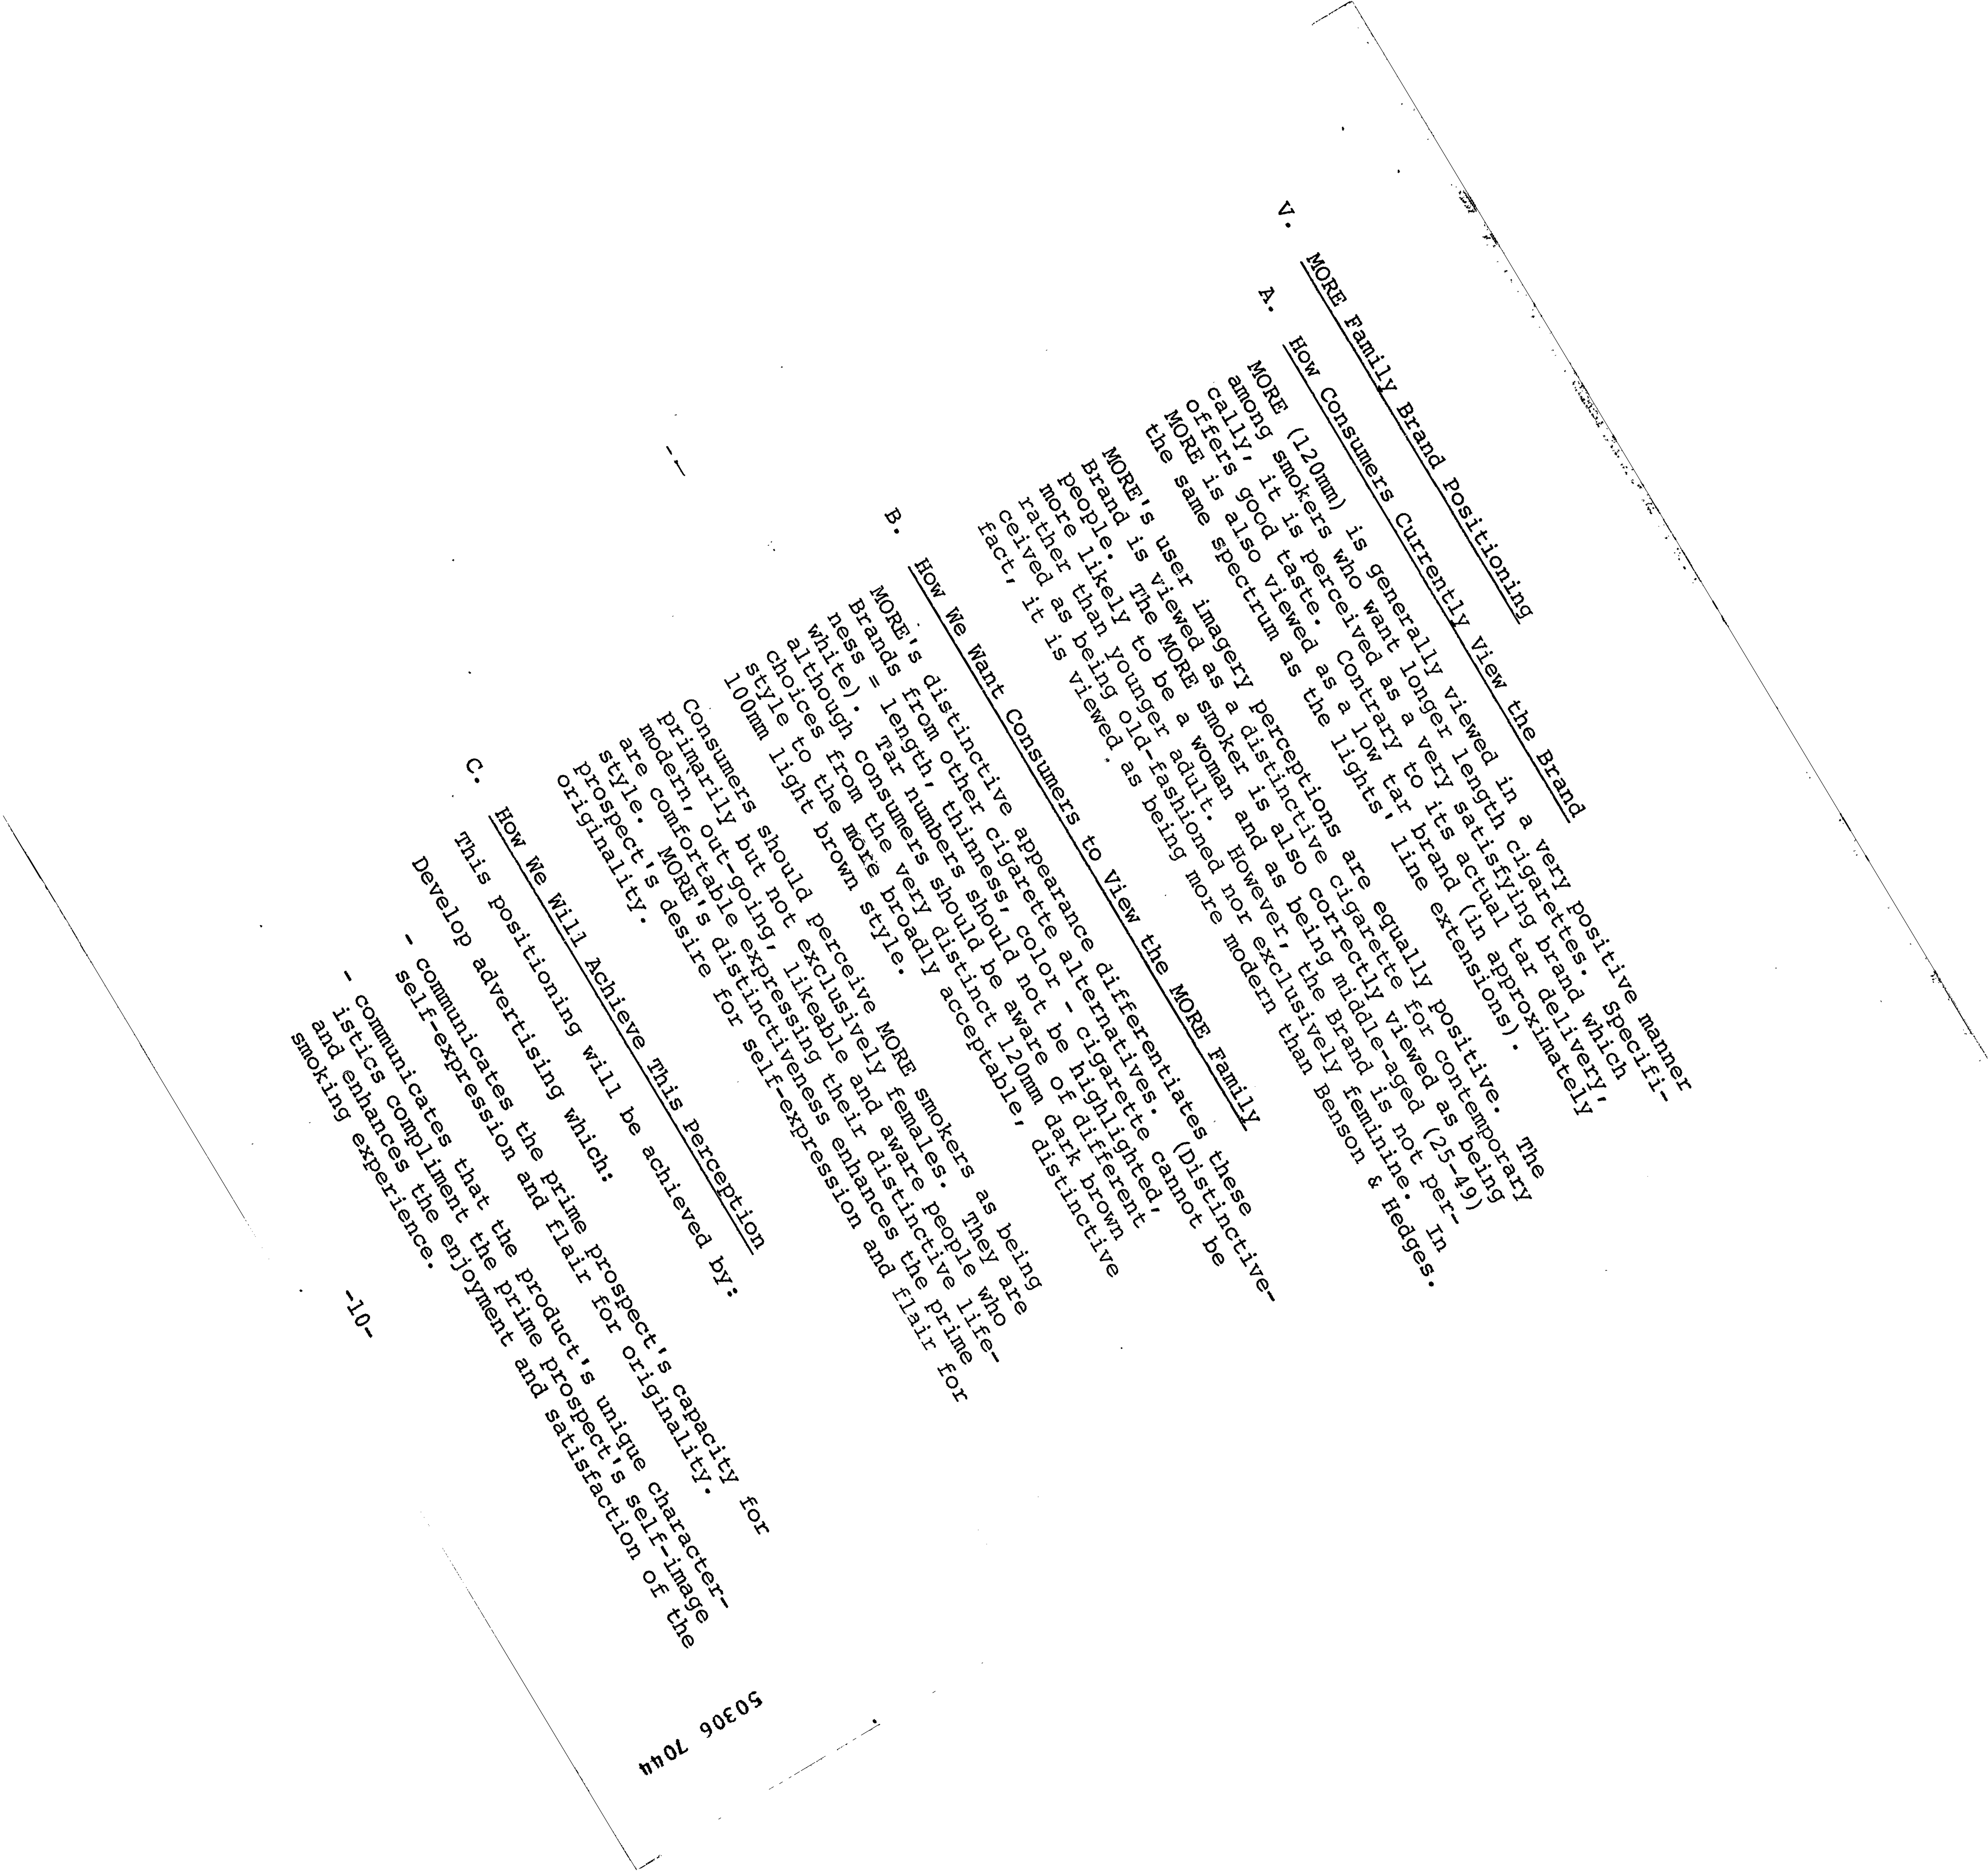 V. MORE Family Brand Positioning
A. How Consumers Currently View the Brand
MORE (120mm) is generally viewed in a very positive manner
among smokers who want longer length cigarettes. Specifi-
cally, it is perceived as a very satisfying brand which
offers good taste. Contrary to its actual tar delivery,
MORE is also viewed as a low tar brand (in approximately
the same spectrum as the lights' line extensions).
MORE's user imagery perceptions are equally positive. The
Brand is viewed as a distinctive cigarette for contemporary
people. The MORE smoker is also correctly viewed as being
more likely to be a woman and as being middle-aged (25-49)
rather than younger adult. However, the Brand is not per-
ceived as being old-fashioned nor exclusively feminine. In
fact, it is viewed as being more modern than Benson & Hedges.
B. How We Want Consumers to View the MORE Family
MORE's distinctive appearance differentiates these
Brands from other cigarette alternatives. (Distinctive-
ness = length, thinness, color - cigarette cannot be
white). Tar numbers should not be highlighted,
although consumers should be aware of different
choices from the very distinct 120mm dark brown
style to the more broadly acceptable, distinctive
100mm light brown style.
Consumers should perceive MORE smokers as being
primarily but not exclusively females. They are
modern, out-going, likeable and aware people who
are comfortable expressing their distinctive life-
style. MORE's distinctiveness enhances the prime
prospect's desire for self-expression and flair for
originality.
C. How We Will Achieve This Perception
This positioning will be achieved by:
Develop advertising which:
- communicates the prime prospect's capacity for
self-expression and flair for originality.
- communicates that the product's unique character-
istics compliment the prime prospect's self-image
and enhances the enjoyment and satisfaction of the
smoking experience.
-10-
50306 7044